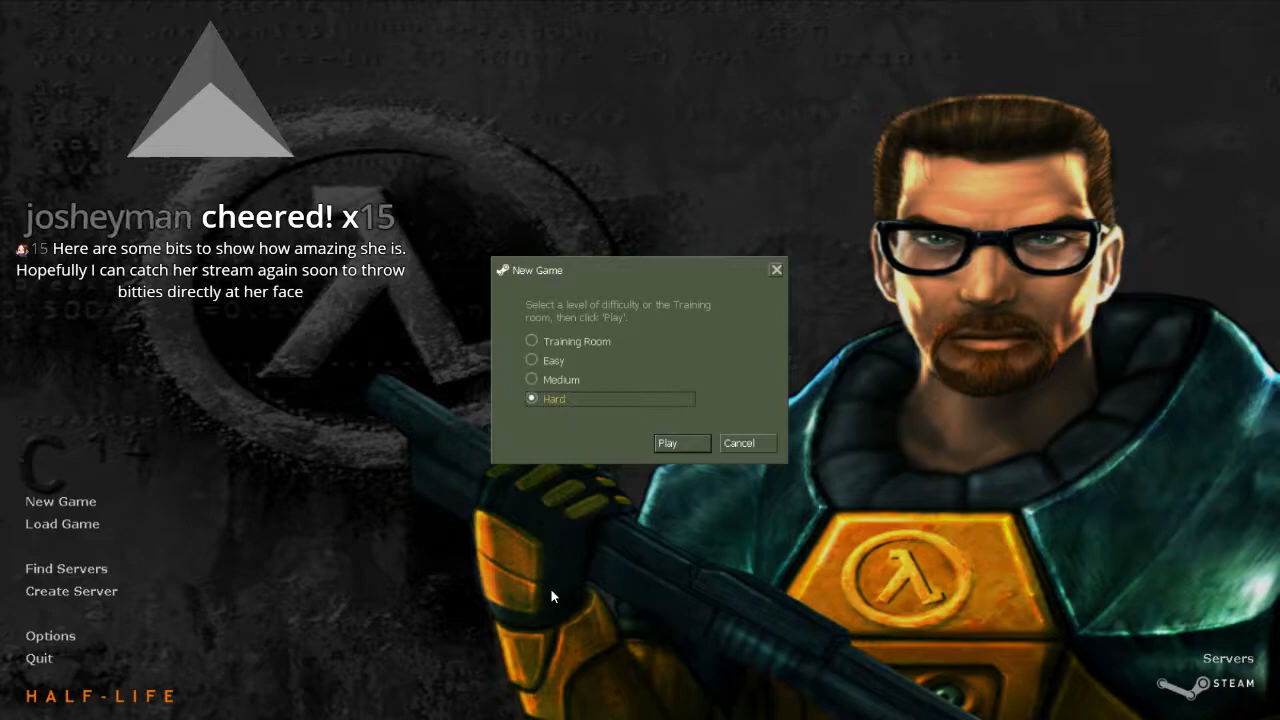 josheyman cheered! x15
15 Here are some bits to show how amazing she is.
Hopefully I can catch her stream again soon to throw
bitties directly at her face
New Game
Select a level of difficulty or the Training
room, then click 'Play'.
Training Room
Easy
Medium
Hard
Play
Cancel
New Game
Load Game
Find Servers
Create Server
Options
Quit
HALF-LIFE
Servers
STEAM